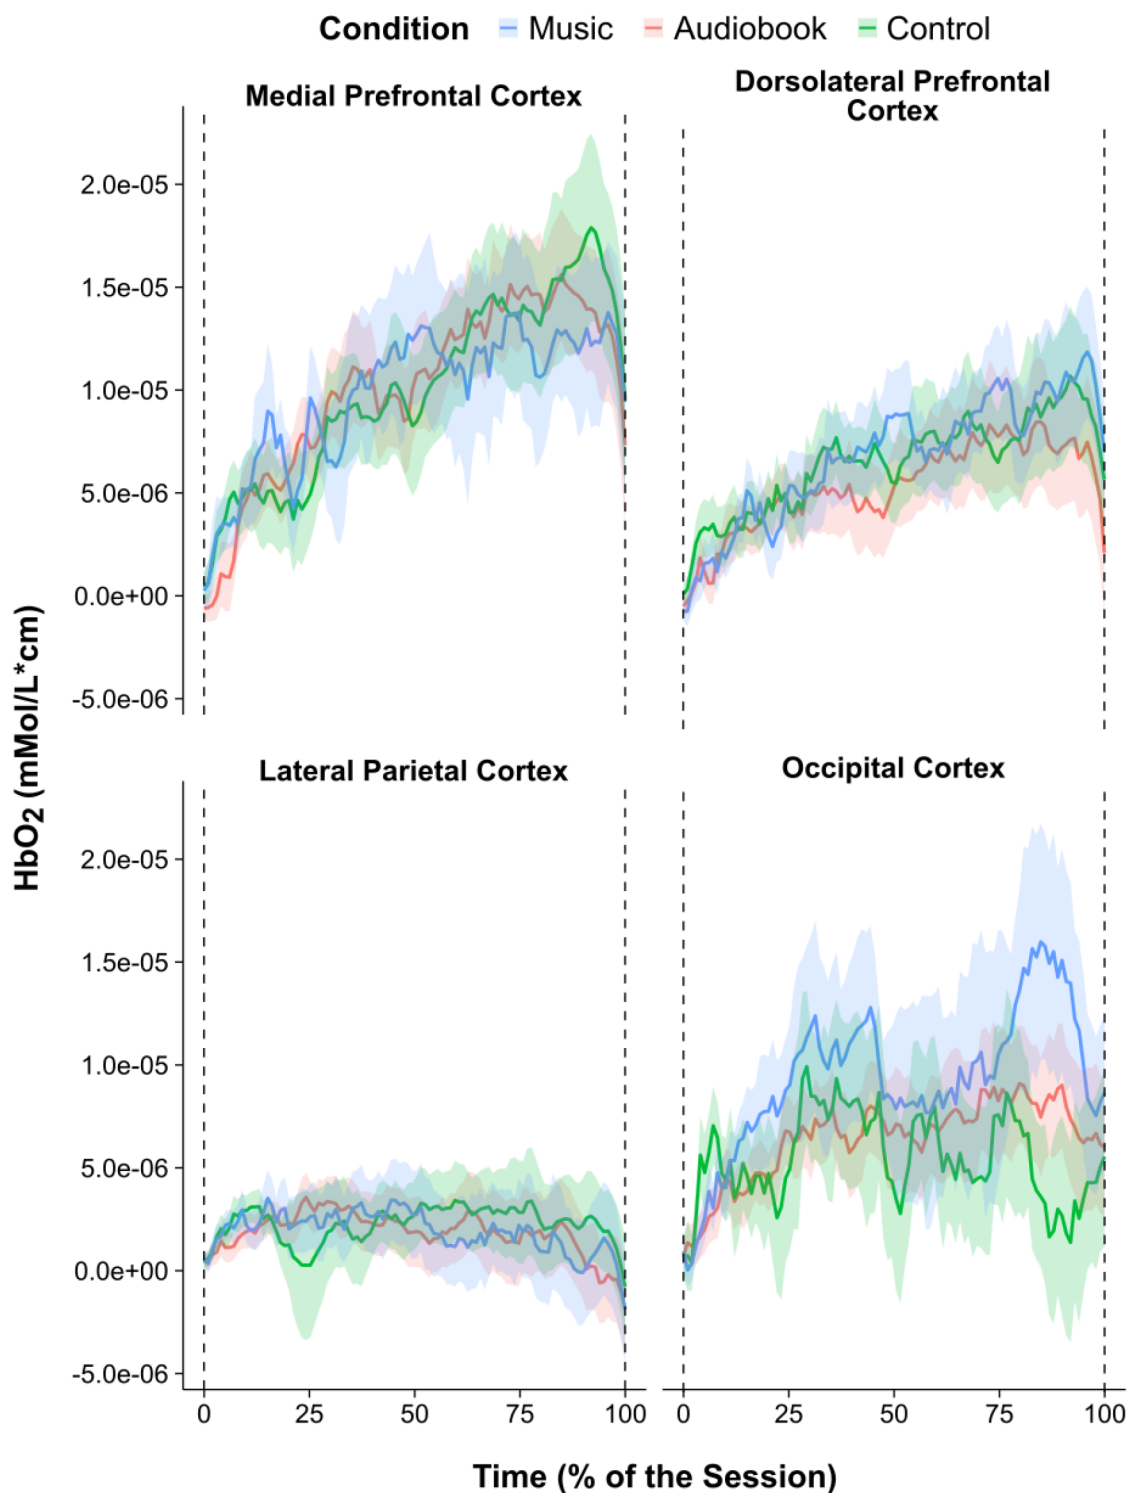 Condition Music Audiobook Control
Medial Prefrontal Cortex
Dorsolateral Prefrontal
Cortex
2.0e-05
1.5e-05
1.0e-05
5.0e-06
0.0e+00
-5.0e-06
HbO2 (mMol/L*cm)
Lateral Parietal Cortex
Occipital Cortex
2.0e-05
1.5e-05
1.0e-05
5.0e-06
0.0e+00
-5.0e-06
0 25 50 75 100
0 25 50 75 100
Time (% of the Session)